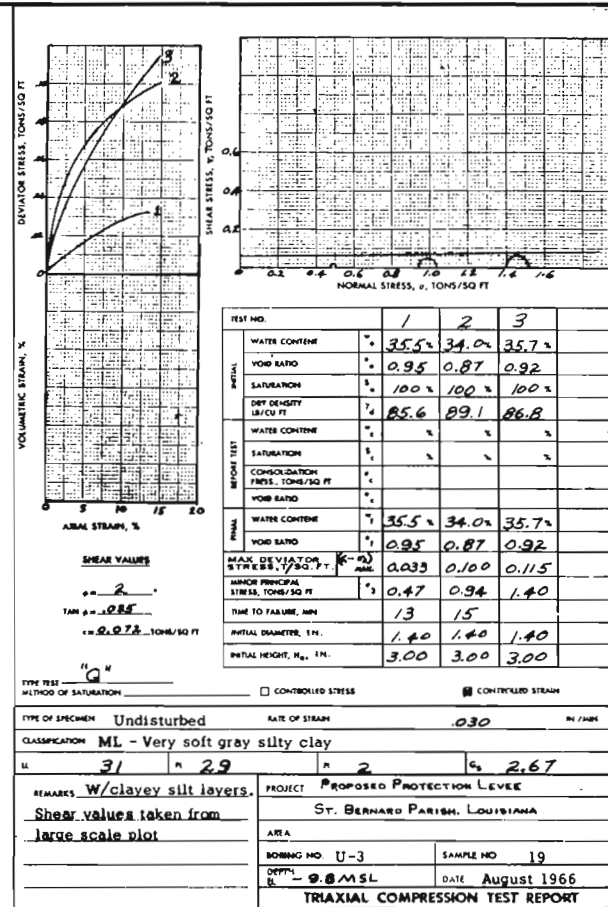 3
2
1
DEVIATOR STRESS, TONS/SQ FT
0
VOLUMETRIC STRAIN, %
0 5 10 15 20
AXIAL STRAIN, %
SHEAR STRESS, τ, TONS/SQ FT
0.6
0.4
0.2
0 0.2 0.4 0.6 0.8 1.0 1.2 1.4 1.6
NORMAL STRESS, σ, TONS/SQ FT
TEST NO. 1 2 3
INITIAL
WATER CONTENT 35.5 % 34.0 % 35.7 %
VOID RATIO 0.95 0.87 0.92
SATURATION 100 % 100 % 100 %
DRY DENSITY LB/CU FT 85.6 89.1 86.8
BEFORE TEST
WATER CONTENT % % %
SATURATION % % %
CONSOLIDATION PRESS., TONS/SQ FT
VOID RATIO
FINAL
WATER CONTENT 35.5 % 34.0% 35.7%
VOID RATIO 0.95 0.87 0.92
MAX DEVIATOR STRESS, T/SQ. FT. MAX. 0.033 0.100 0.115
MINOR PRINCIPAL STRESS, TONS/SQ FT 0.47 0.94 1.40
TIME TO FAILURE, MIN 13 15
INITIAL DIAMETER, IN. 1.40 1.40 1.40
INITIAL HEIGHT, H₀, IN. 3.00 3.00 3.00
SHEAR VALUES
φ = 2 °
TAN φ = .035
c = 0.072 TONS/SQ FT
TYPE TEST "Q"
METHOD OF SATURATION
CONTROLLED STRESS
CONTROLLED STRAIN
TYPE OF SPECIMEN Undisturbed RATE OF STRAIN .030 IN/MIN
CLASSIFICATION ML - Very soft gray silty clay
LL 31 PL 29 PI 2 Gs 2.67
REMARKS W/clayey silt layers.
Shear values taken from
large scale plot
PROJECT PROPOSED PROTECTION LEVEE
ST. BERNARD PARISH, LOUISIANA
AREA
BORING NO. U-3 SAMPLE NO 19
DEPTH EL - 9.8 MSL DATE August 1966
TRIAXIAL COMPRESSION TEST REPORT